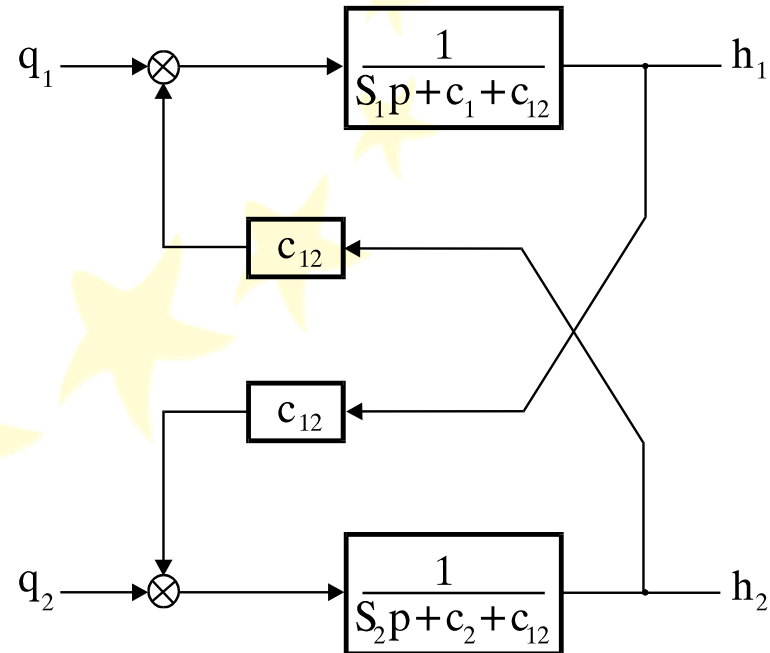 q₁
1
S₁p+c₁+c₁₂
h₁
c₁₂
c₁₂
q₂
1
S₂p+c₂+c₁₂
h₂